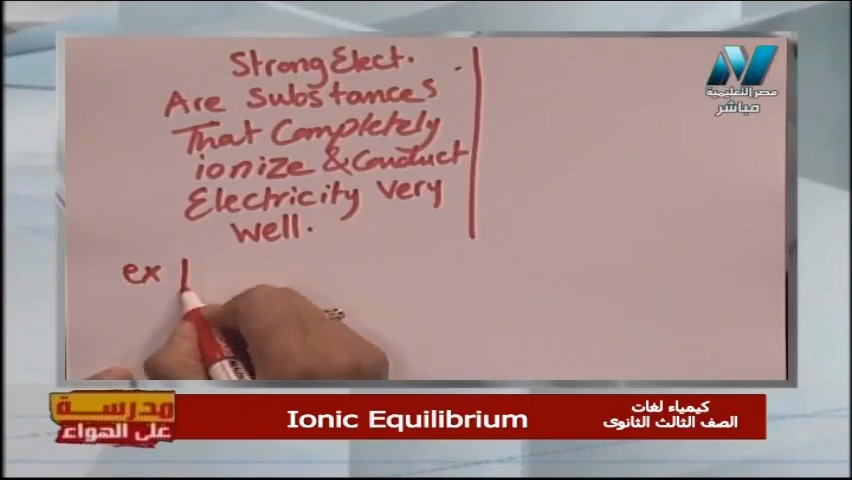 Strong Elect.
Are substances
That Completely
ionize & Conduct
Electricity very
well.
ex
مصر التعليمية
مباشر
مدرسة
على الهواء
Ionic Equilibrium
كيمياء لغات
الصف الثالث الثانوى